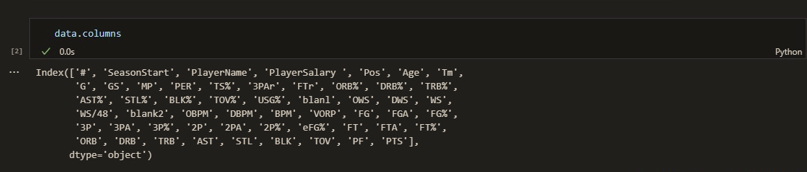 data.columns
[2]
0.0s
Python
Index(['#', 'SeasonStart', 'PlayerName', 'PlayerSalary ', 'Pos', 'Age', 'Tm',
'G', 'GS', 'MP', 'PER', 'TS%', '3PAr', 'FTr', 'ORB%', 'DRB%', 'TRB%',
'AST%', 'STL%', 'BLK%', 'TOV%', 'USG%', 'blanl', 'OWS', 'DWS', 'WS',
'WS/48', 'blank2', 'OBPM', 'DBPM', 'BPM', 'VORP', 'FG', 'FGA', 'FG%',
'3P', '3PA', '3P%', '2P', '2PA', '2P%', 'eFG%', 'FT', 'FTA', 'FT%',
'ORB', 'DRB', 'TRB', 'AST', 'STL', 'BLK', 'TOV', 'PF', 'PTS'],
dtype='object')